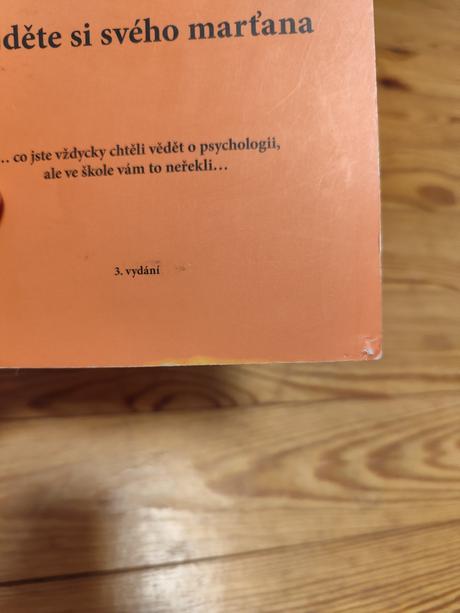 děte si svého marťana
… co jste vždycky chtěli vědět o psychologii,
ale ve škole vám to neřekli…
3. vydání